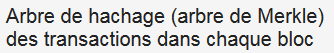 Arbre de hachage (arbre de Merkle)
des transactions dans chaque bloc